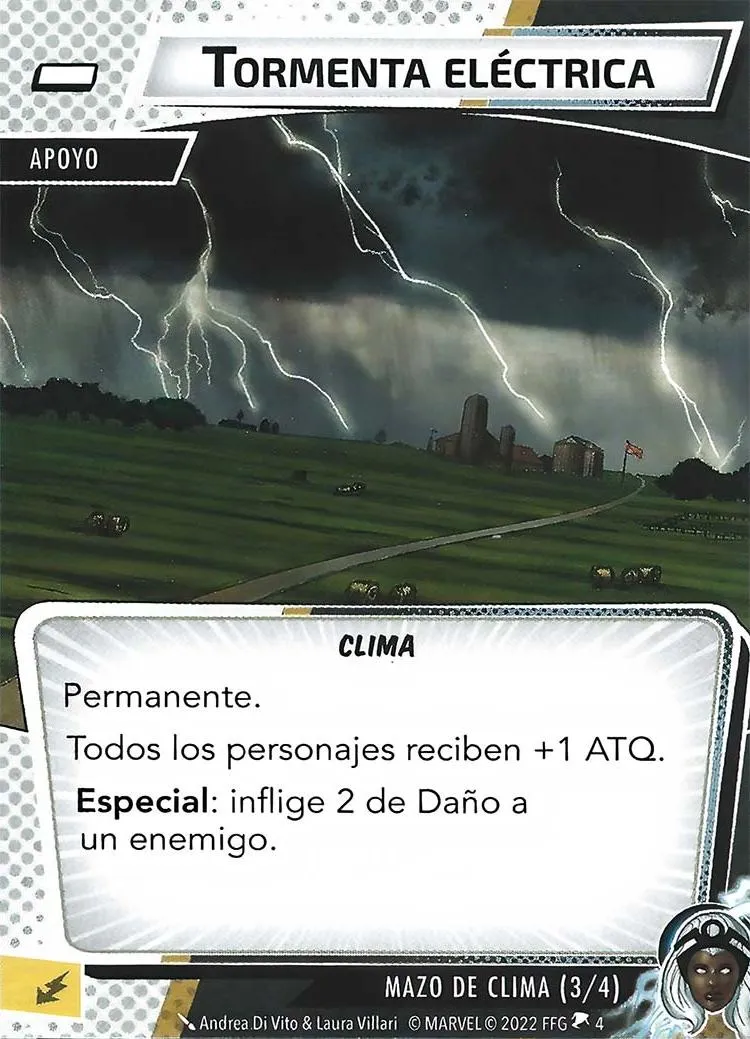 TORMENTA ELÉCTRICA
APOYO
CLIMA
Permanente.
Todos los personajes reciben +1 ATQ.
Especial: inflige 2 de Daño a
un enemigo.
MAZO DE CLIMA (3/4)
Andrea Di Vito & Laura Villari © MARVEL © 2022 FFG 4